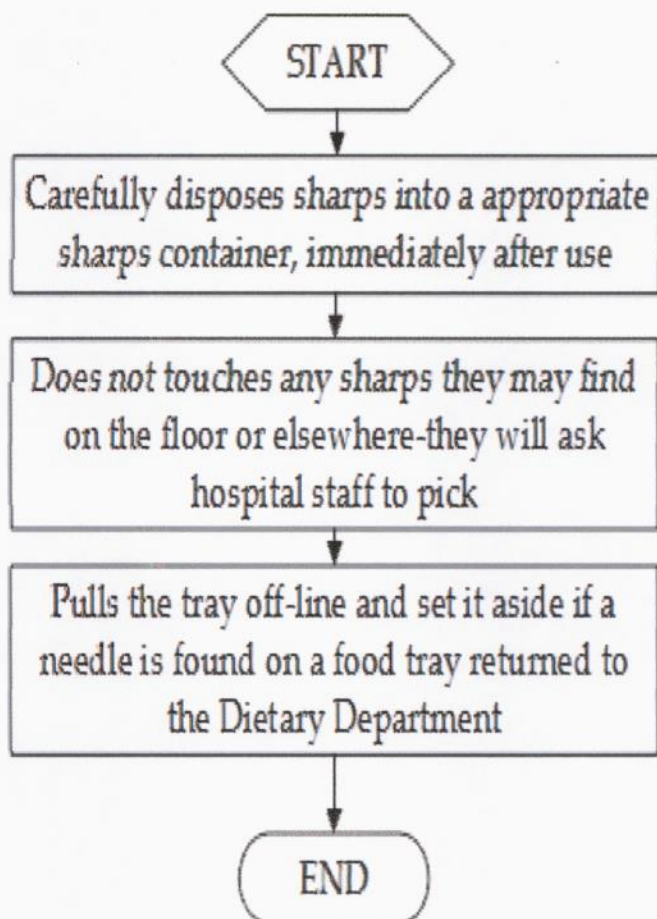 START
Carefully disposes sharps into a appropriate
sharps container, immediately after use
Does not touches any sharps they may find
on the floor or elsewhere-they will ask
hospital staff to pick
Pulls the tray off-line and set it aside if a
needle is found on a food tray returned to
the Dietary Department
END